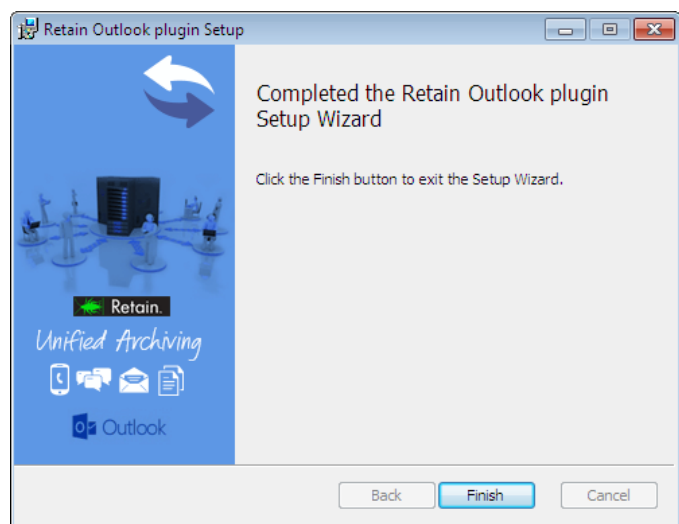 Retain Outlook plugin Setup
Completed the Retain Outlook plugin
Setup Wizard
Click the Finish button to exit the Setup Wizard.
Retain.
Unified Archiving
Outlook
Back
Finish
Cancel